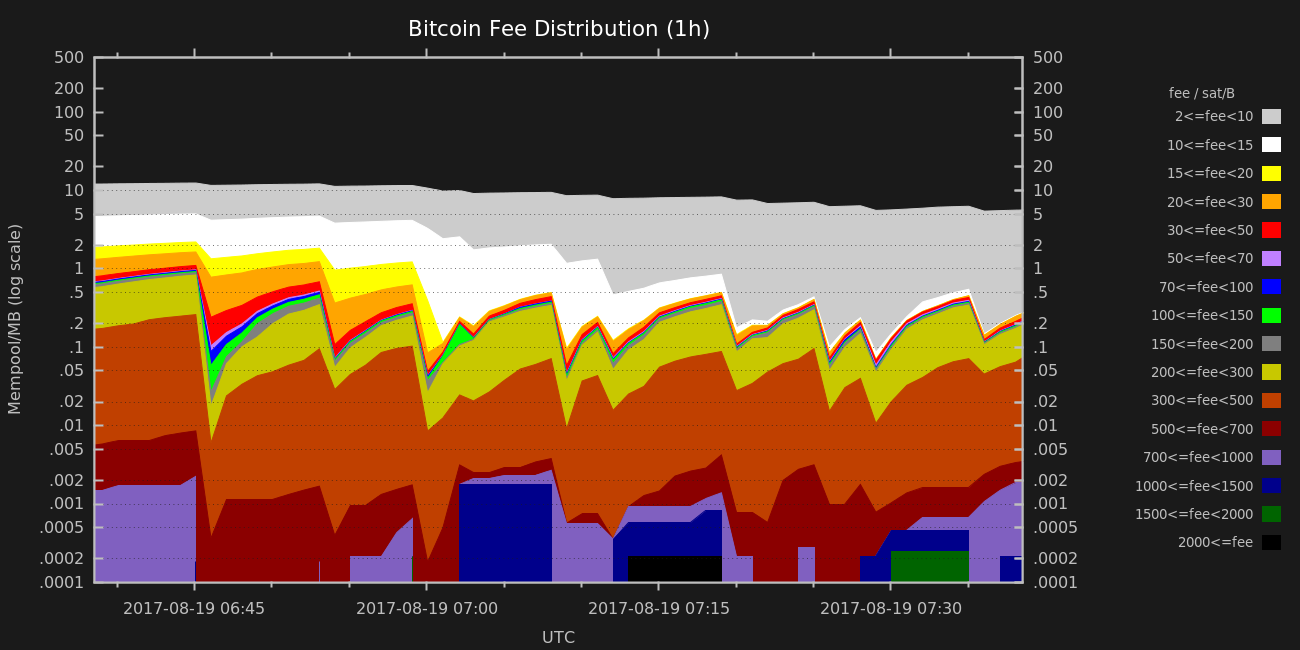 Bitcoin Fee Distribution (1h)
500
200
100
50
20
10
5
2
1
.5
.2
.1
.05
.02
.01
.005
.002
.001
.0005
.0002
.0001
Mempool/MB (log scale)
500
200
100
50
20
10
5
2
1
.5
.2
.1
.05
.02
.01
.005
.002
.001
.0005
.0002
.0001
2017-08-19 06:45
2017-08-19 07:00
2017-08-19 07:15
2017-08-19 07:30
UTC
fee / sat/B
2<=fee<10
10<=fee<15
15<=fee<20
20<=fee<30
30<=fee<50
50<=fee<70
70<=fee<100
100<=fee<150
150<=fee<200
200<=fee<300
300<=fee<500
500<=fee<700
700<=fee<1000
1000<=fee<1500
1500<=fee<2000
2000<=fee